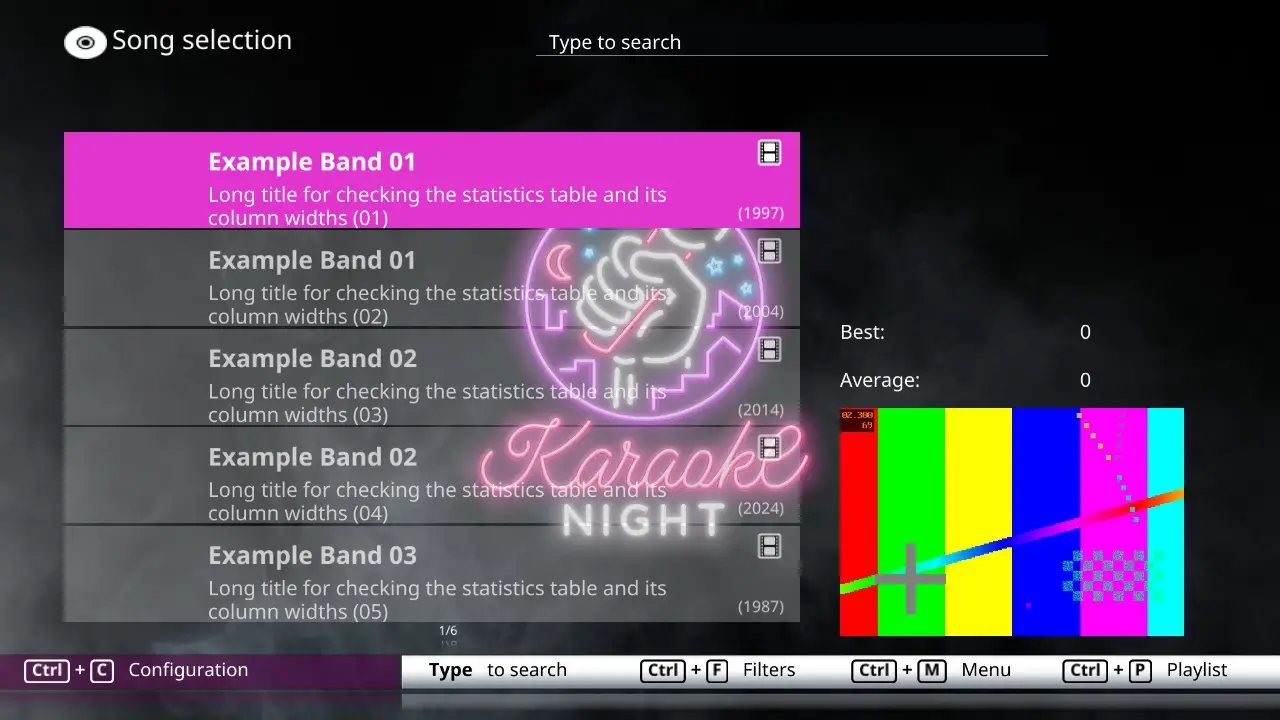 Song selection
Type to search
Example Band 01
Long title for checking the statistics table and its
column widths (01)
(1997)
Example Band 01
Long title for checking the statistics table and its
column widths (02)
(2004)
Example Band 02
Long title for checking the statistics table and its
column widths (03)
(2014)
Example Band 02
Long title for checking the statistics table and its
column widths (04)
(2024)
Example Band 03
Long title for checking the statistics table and its
column widths (05)
(1987)
Karaoke
NIGHT
1/6
Best: 0
Average: 0
02.300
69
Ctrl + C Configuration
Type to search
Ctrl + F Filters
Ctrl + M Menu
Ctrl + P Playlist